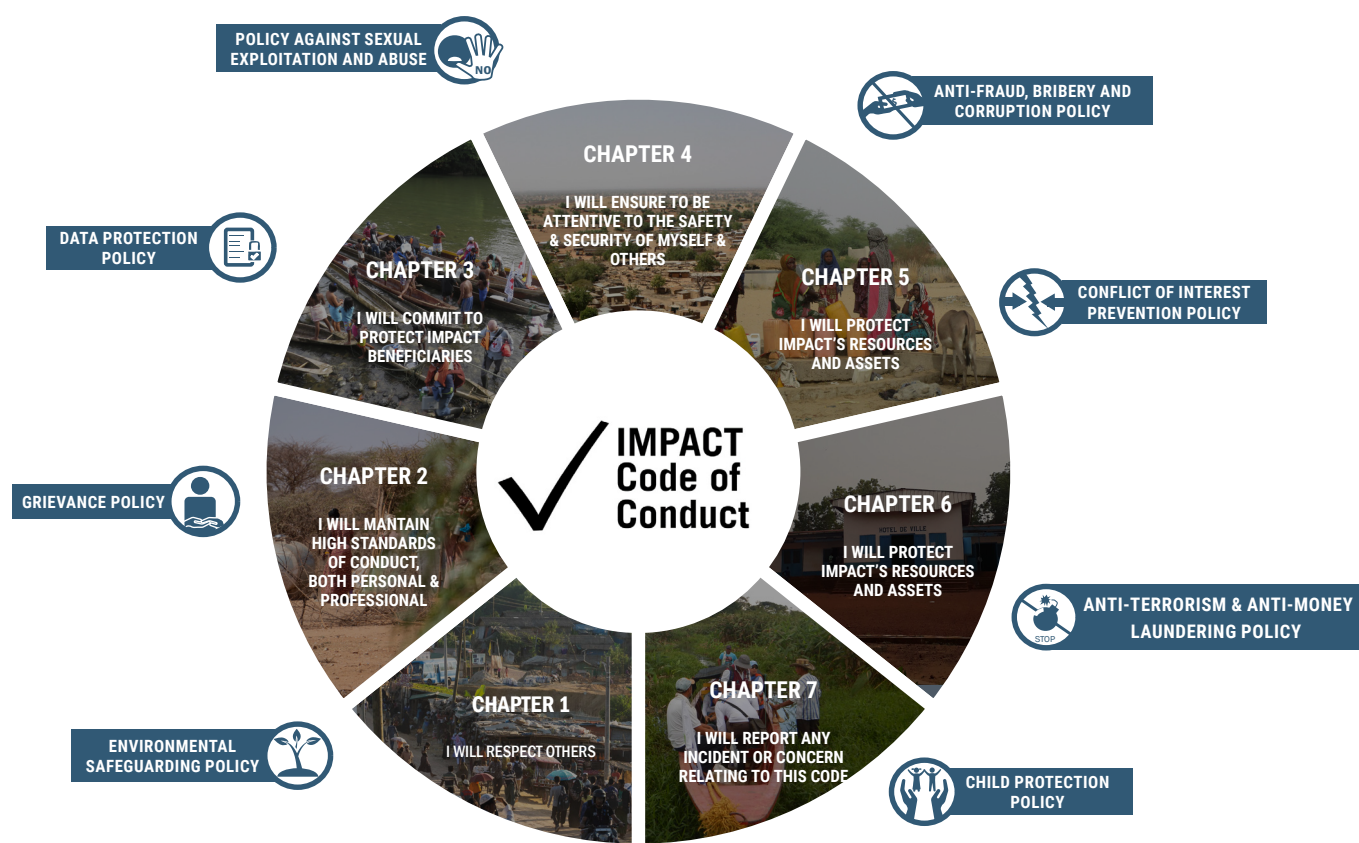 POLICY AGAINST SEXUAL
EXPLOITATION AND ABUSE
NO
ANTI-FRAUD, BRIBERY AND
CORRUPTION POLICY
CHAPTER 4
I WILL ENSURE TO BE
ATTENTIVE TO THE SAFETY
& SECURITY OF MYSELF &
OTHERS
DATA PROTECTION
POLICY
CHAPTER 3
I WILL COMMIT TO
PROTECT IMPACT
BENEFICIARIES
CHAPTER 5
I WILL PROTECT
IMPACT'S RESOURCES
AND ASSETS
CONFLICT OF INTEREST
PREVENTION POLICY
IMPACT
Code of
Conduct
GRIEVANCE POLICY
CHAPTER 2
I WILL MANTAIN
HIGH STANDARDS
OF CONDUCT,
BOTH PERSONAL &
PROFESSIONAL
CHAPTER 6
HOTEL DE VILLE
I WILL PROTECT
IMPACT'S RESOURCES
AND ASSETS
ANTI-TERRORISM & ANTI-MONEY
LAUNDERING POLICY
STOP
ENVIRONMENTAL
SAFEGUARDING POLICY
CHAPTER 1
I WILL RESPECT OTHERS
CHAPTER 7
I WILL REPORT ANY
INCIDENT OR CONCERN
RELATING TO THIS CODE
CHILD PROTECTION
POLICY